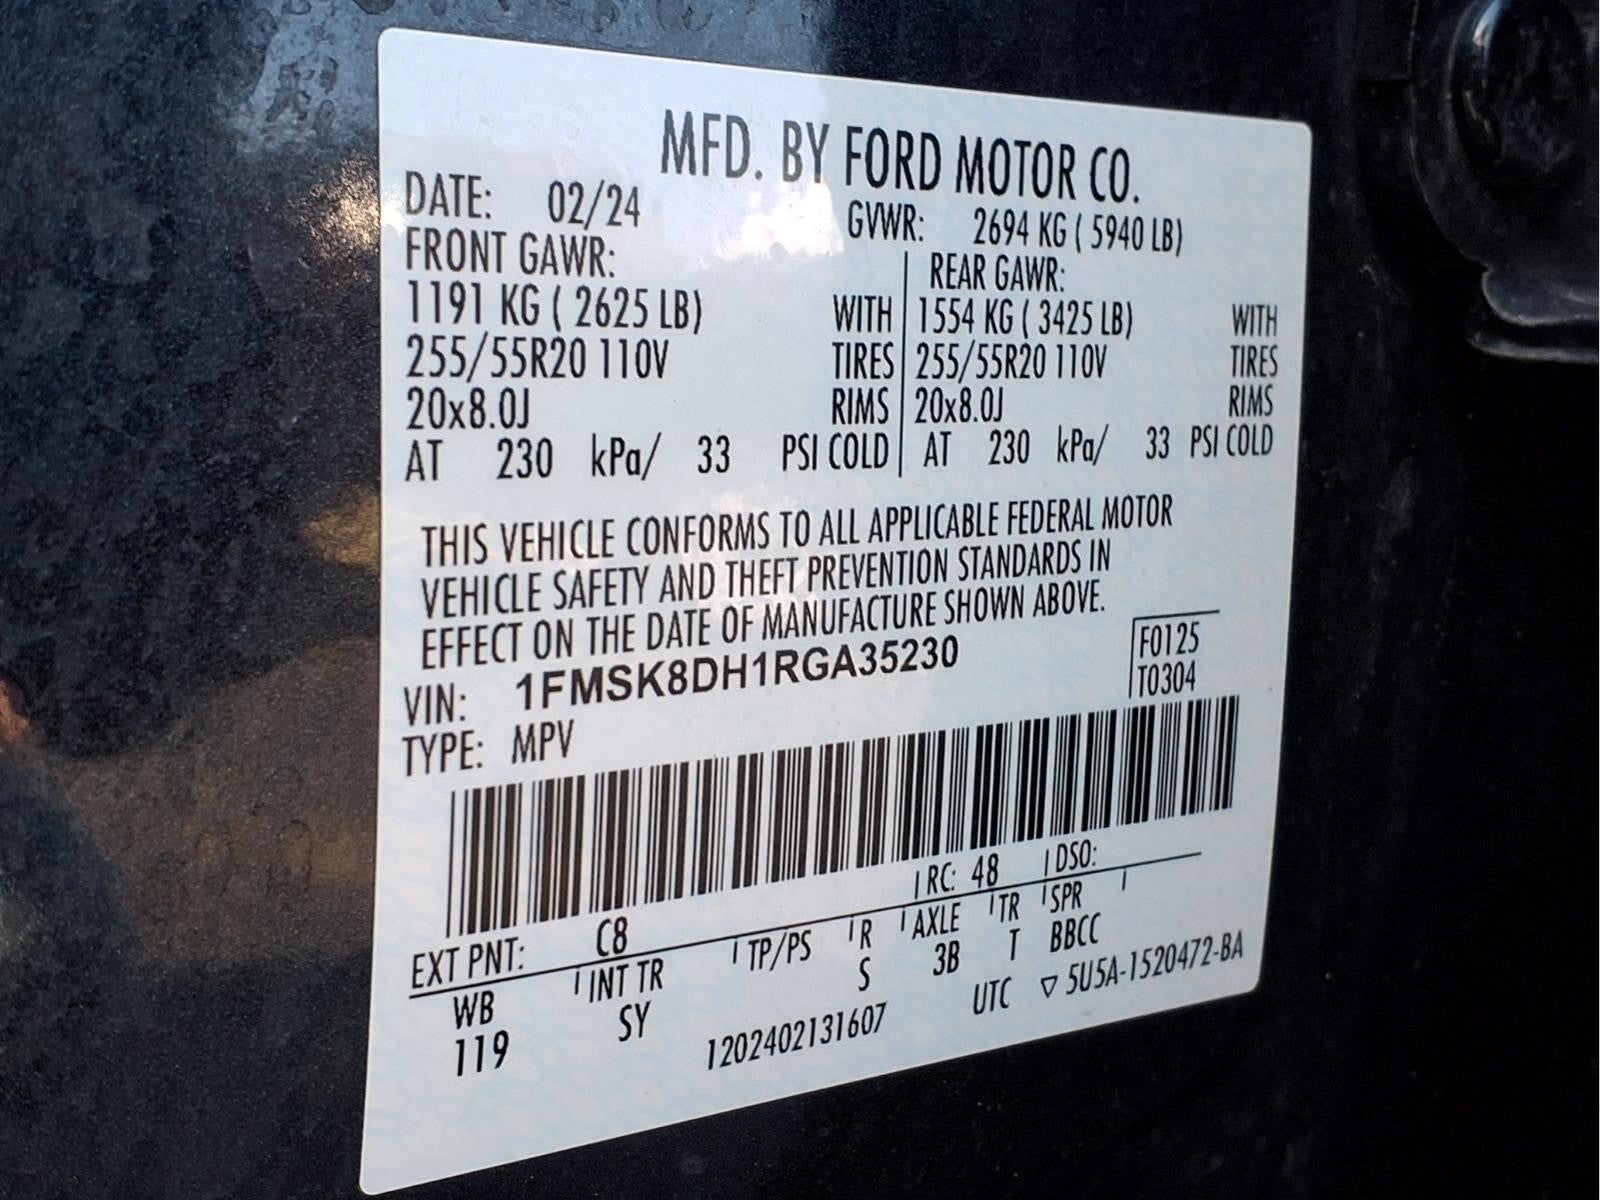 MFD. BY FORD MOTOR CO.
DATE: 02/24 GVWR: 2694 KG ( 5940 LB)
FRONT GAWR: REAR GAWR:
1191 KG ( 2625 LB) WITH 1554 KG ( 3425 LB) WITH
255/55R20 110V TIRES 255/55R20 110V TIRES
20x8.0J RIMS 20x8.0J RIMS
AT 230 kPa/ 33 PSI COLD AT 230 kPa/ 33 PSI COLD
THIS VEHICLE CONFORMS TO ALL APPLICABLE FEDERAL MOTOR
VEHICLE SAFETY AND THEFT PREVENTION STANDARDS IN
EFFECT ON THE DATE OF MANUFACTURE SHOWN ABOVE.
VIN: 1FMSK8DH1RGA35230 F0125
TYPE: MPV T0304
EXT PNT: C8 RC: 48 DSO:
WB INT TR TP/PS R AXLE TR SPR
119 SY S 3B T BBCC
1202402131607 UTC ▽ 5U5A-1520472-BA